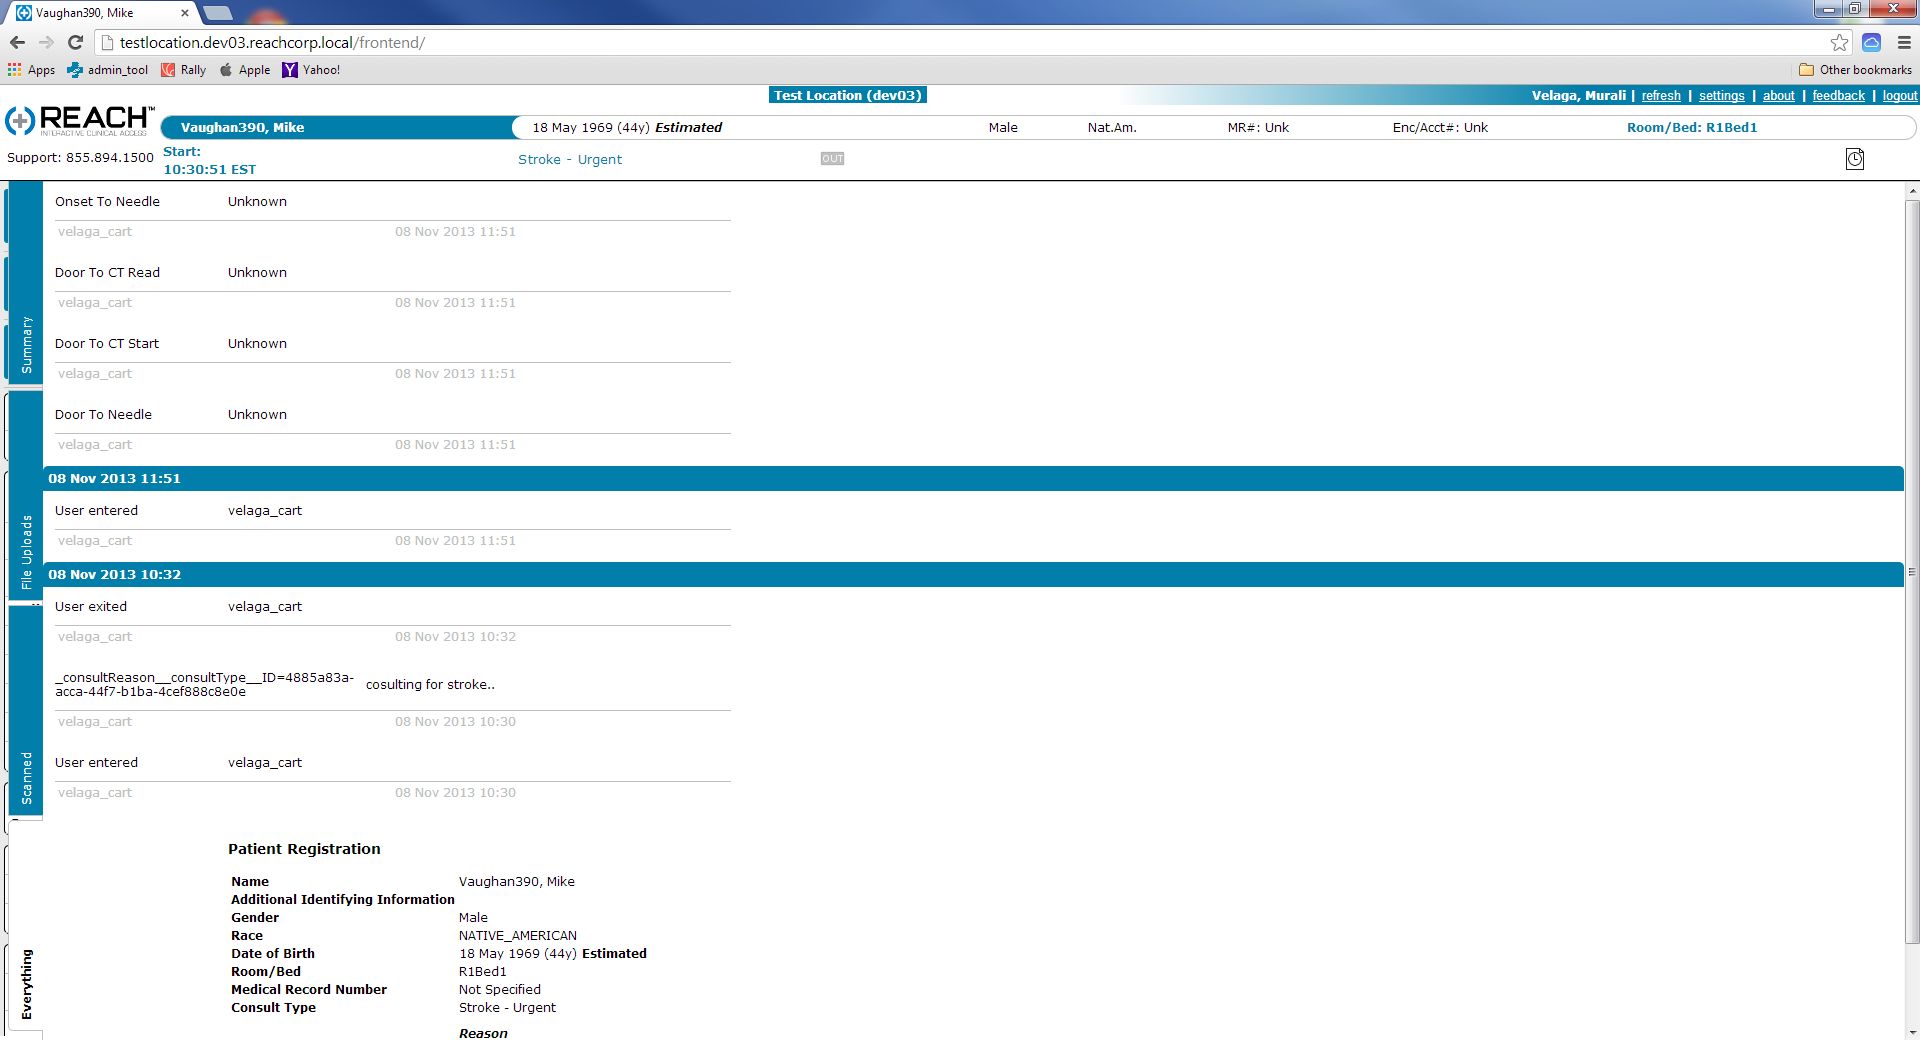 Vaughan390, Mike
testlocation.dev03.reachcorp.local/frontend/
Apps admin_tool Rally Apple Yahoo! Other bookmarks
Test Location (dev03) Velaga, Murali | refresh | settings | about | feedback | logout
REACH™
INTERACTIVE CLINICAL ACCESS
Vaughan390, Mike 18 May 1969 (44y) Estimated Male Nat.Am. MR#: Unk Enc/Acct#: Unk Room/Bed: R1Bed1
Support: 855.894.1500 Start:
10:30:51 EST
Stroke - Urgent OUT
Summary
File Uploads
Scanned
Everything
Onset To Needle Unknown
velaga_cart 08 Nov 2013 11:51
Door To CT Read Unknown
velaga_cart 08 Nov 2013 11:51
Door To CT Start Unknown
velaga_cart 08 Nov 2013 11:51
Door To Needle Unknown
velaga_cart 08 Nov 2013 11:51
08 Nov 2013 11:51
User entered velaga_cart
velaga_cart 08 Nov 2013 11:51
08 Nov 2013 10:32
User exited velaga_cart
velaga_cart 08 Nov 2013 10:32
_consultReason__consultType__ID=4885a83a-
acca-44f7-b1ba-4cef888c8e0e cosulting for stroke..
velaga_cart 08 Nov 2013 10:30
User entered velaga_cart
velaga_cart 08 Nov 2013 10:30
Patient Registration
Name Vaughan390, Mike
Additional Identifying Information
Gender Male
Race NATIVE_AMERICAN
Date of Birth 18 May 1969 (44y) Estimated
Room/Bed R1Bed1
Medical Record Number Not Specified
Consult Type Stroke - Urgent
Reason